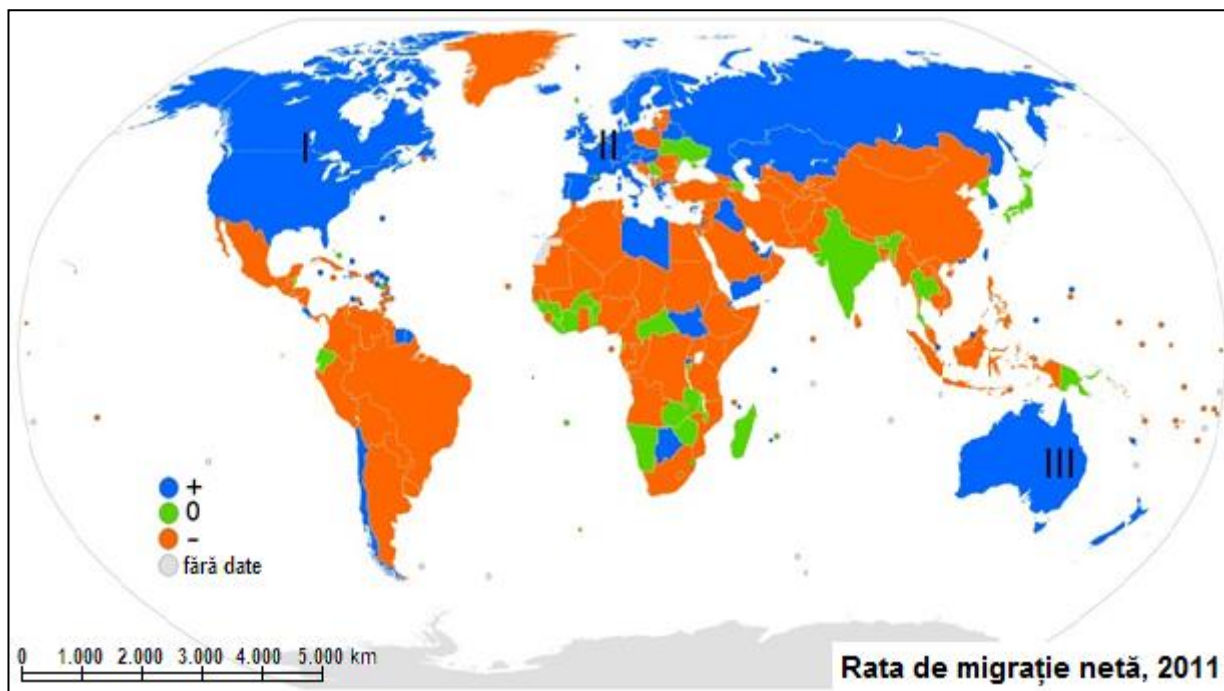 I
II
III
+
0
–
fără date
0 1.000 2.000 3.000 4.000 5.000 km
Rata de migrație netă, 2011